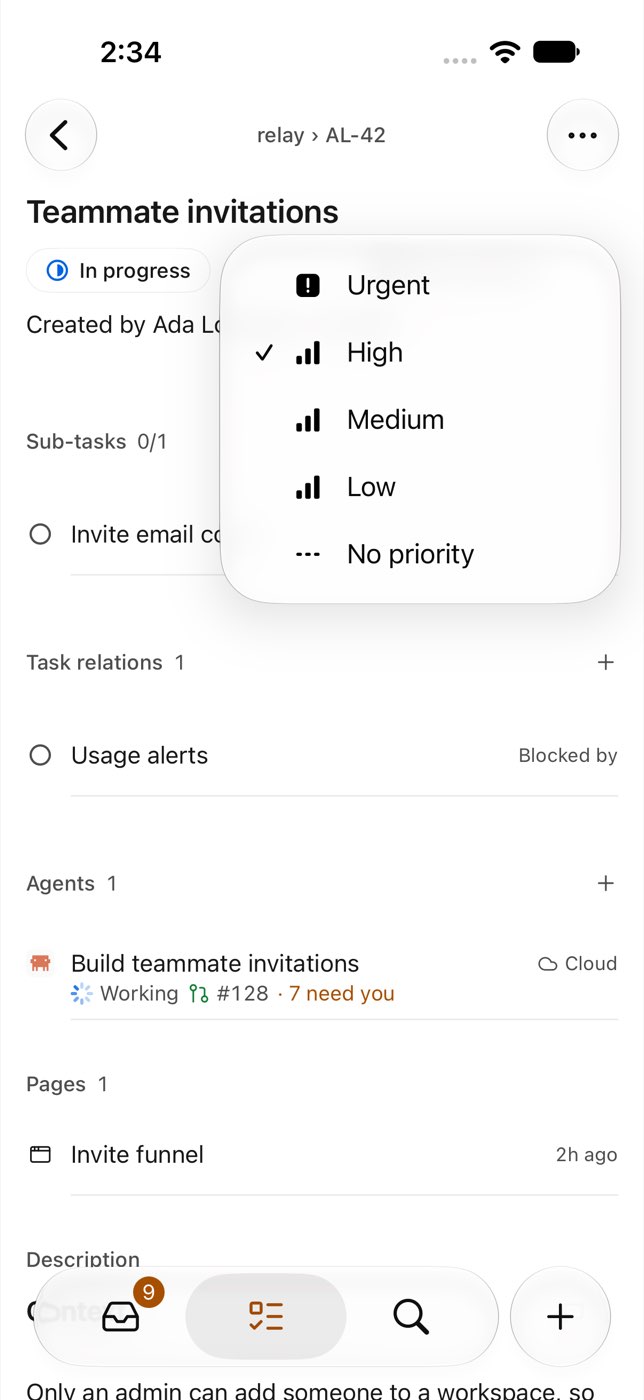 2:34
relay › AL-42
Teammate invitations
In progress
Urgent
Created by Ada
High
Medium
Sub-tasks 0/1
Low
Invite email
No priority
Task relations 1
Usage alerts
Blocked by
Agents 1
Build teammate invitations
Cloud
Working #128 · 7 need you
Pages 1
Invite funnel
2h ago
Description
9
Only an admin can add someone to a workspace, so